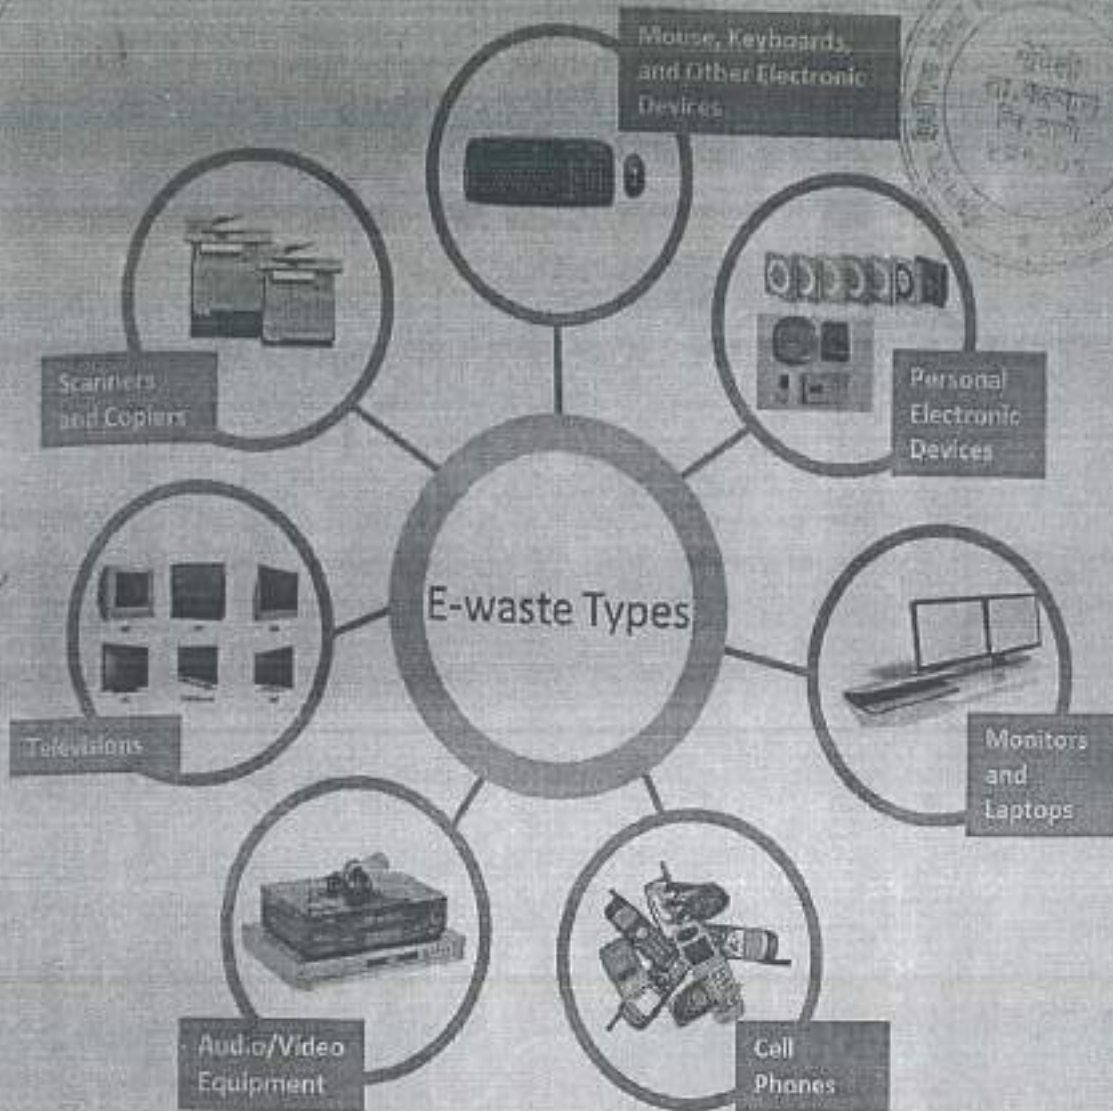 Mouse, Keyboards,
and Other Electronic
Devices
Scanners
and Copiers
Personal
Electronic
Devices
E-waste Types
Televisions
Monitors
and
Laptops
Audio/Video
Equipment
Cell
Phones